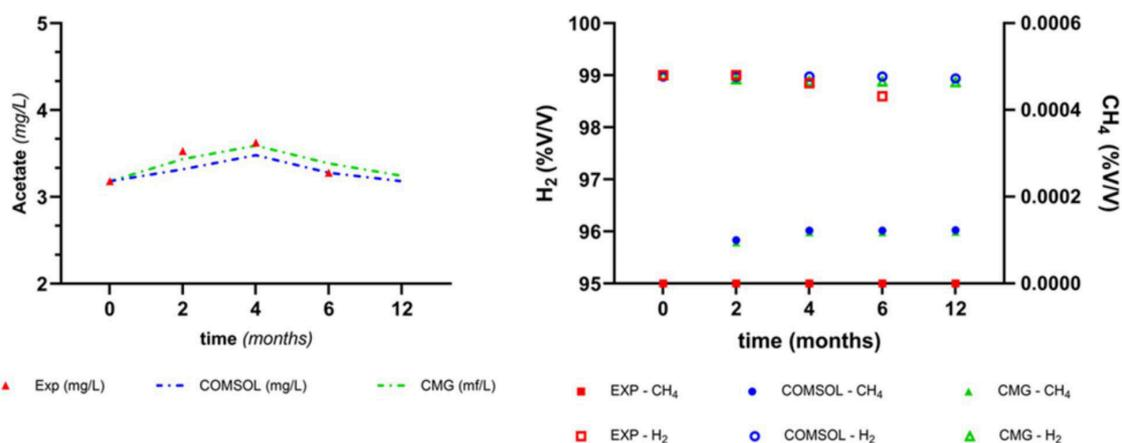 5
4
3
2
Acetate (mg/L)
0 2 4 6 12
time (months)
Exp (mg/L) COMSOL (mg/L) CMG (mf/L)
100
99
98
97
96
95
H₂ (%V/V)
0.0006
0.0004
0.0002
0.0000
CH₄ (%V/V)
0 2 4 6 12
time (months)
EXP - CH₄ COMSOL - CH₄ CMG - CH₄
EXP - H₂ COMSOL - H₂ CMG - H₂